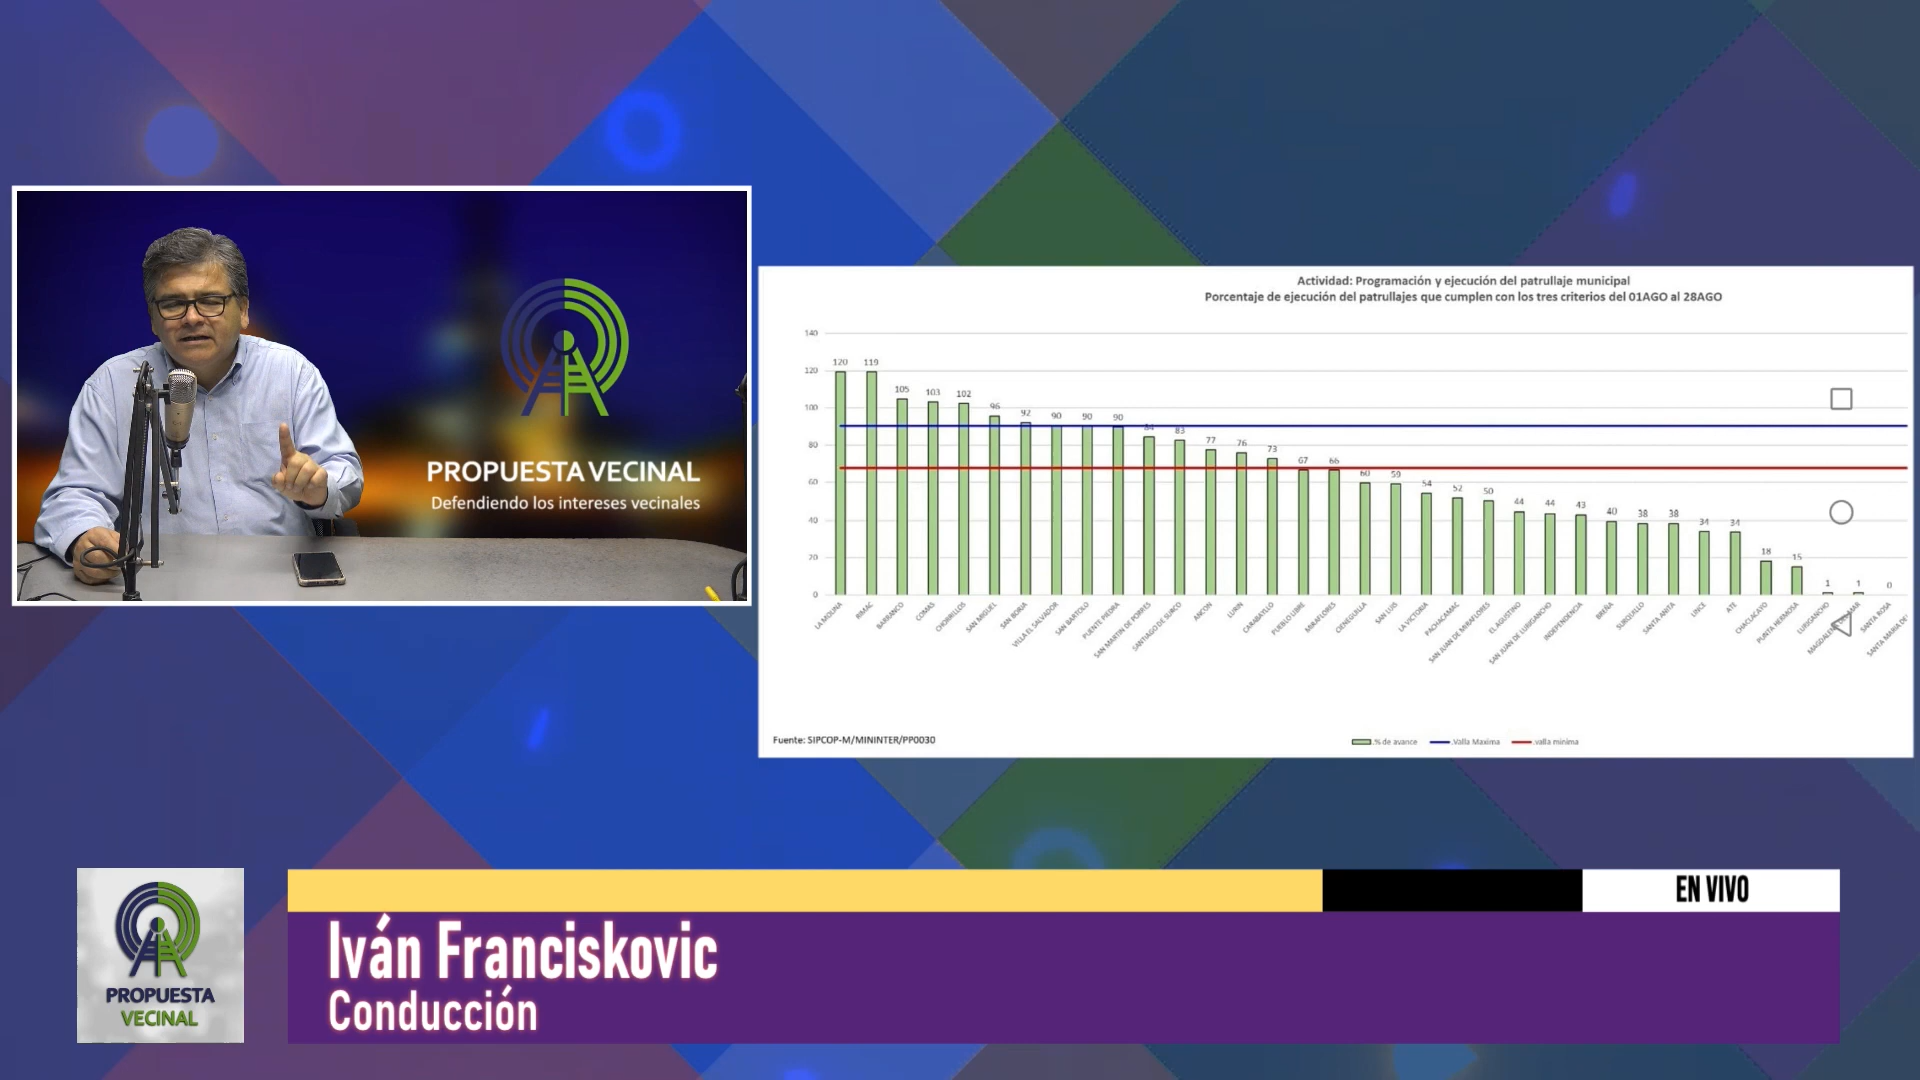 PROPUESTA VECINAL
Defendiendo los intereses vecinales
Actividad: Programación y ejecución del patrullaje municipal
Porcentaje de ejecución del patrullajes que cumplen con los tres criterios del 01AGO al 28AGO
140
120
100
80
60
40
20
0
120 119 105 103 102 96 92 90 90 90 84 83 77 76 73 67 66 60 59 54 52 50 44 44 43 40 38 38 34 34 18 15 1 1 0
LA MOLINA
RIMAC
BARRANCO
COMAS
CHORRILLOS
SAN MIGUEL
SAN BORJA
VILLA EL SALVADOR
SAN BARTOLO
PUENTE PIEDRA
SAN MARTIN DE PORRES
SANTIAGO DE SURCO
ANCON
LURIN
CARABAYLLO
PUEBLO LIBRE
MIRAFLORES
CIENEGUILLA
SAN LUIS
LA VICTORIA
PACHACAMAC
SAN JUAN DE MIRAFLORES
EL AGUSTINO
SAN JUAN DE LURIGANCHO
INDEPENDENCIA
BREÑA
SURQUILLO
SANTA ANITA
LINCE
ATE
CHACLACAYO
PUNTA HERMOSA
LURIGANCHO
MAGDALENA DEL MAR
SANTA ROSA
SANTA MARIA DE
Fuente: SIPCOP-M/MININTER/PP0030
% de avance Valla Maxima valla minima
EN VIVO
Iván Franciskovic
Conducción
PROPUESTA
VECINAL